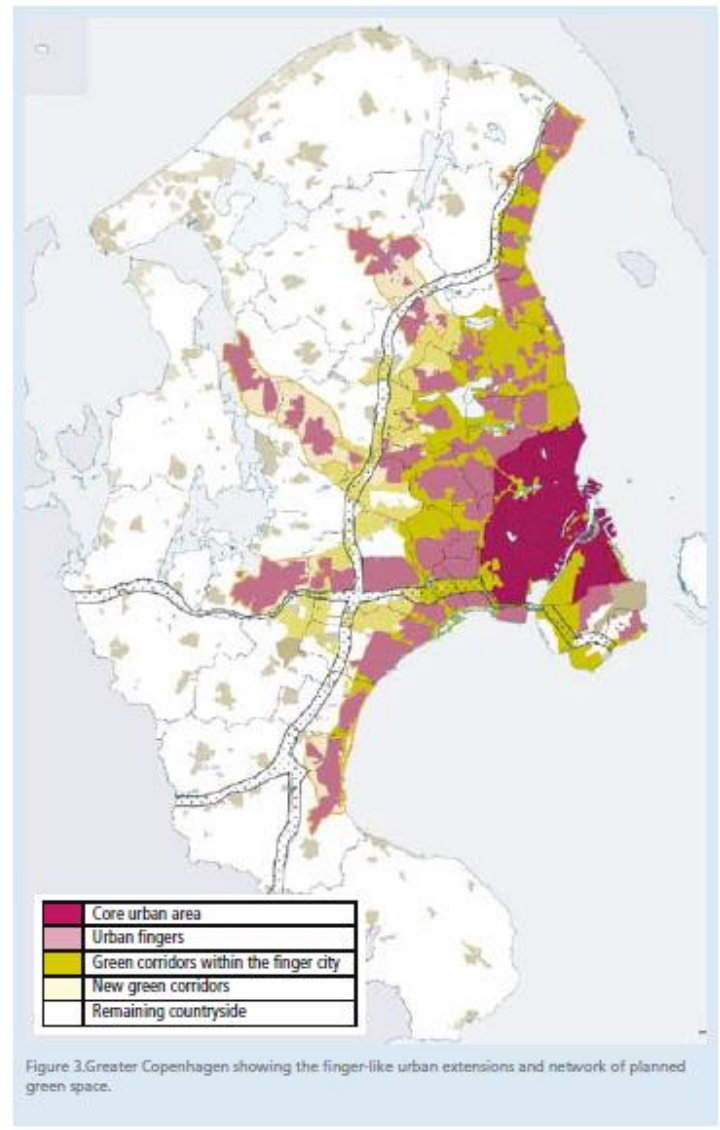 Core urban area
Urban fingers
Green corridors within the finger city
New green corridors
Remaining countryside
Figure 3.Greater Copenhagen showing the finger-like urban extensions and network of planned
green space.